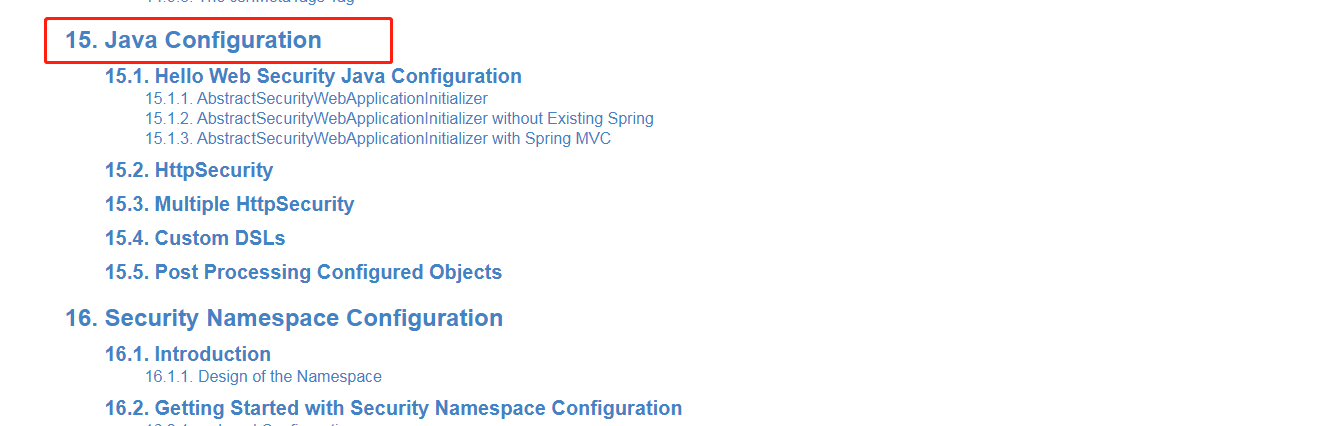 15. Java Configuration
15.1. Hello Web Security Java Configuration
15.1.1. AbstractSecurityWebApplicationInitializer
15.1.2. AbstractSecurityWebApplicationInitializer without Existing Spring
15.1.3. AbstractSecurityWebApplicationInitializer with Spring MVC
15.2. HttpSecurity
15.3. Multiple HttpSecurity
15.4. Custom DSLs
15.5. Post Processing Configured Objects
16. Security Namespace Configuration
16.1. Introduction
16.1.1. Design of the Namespace
16.2. Getting Started with Security Namespace Configuration